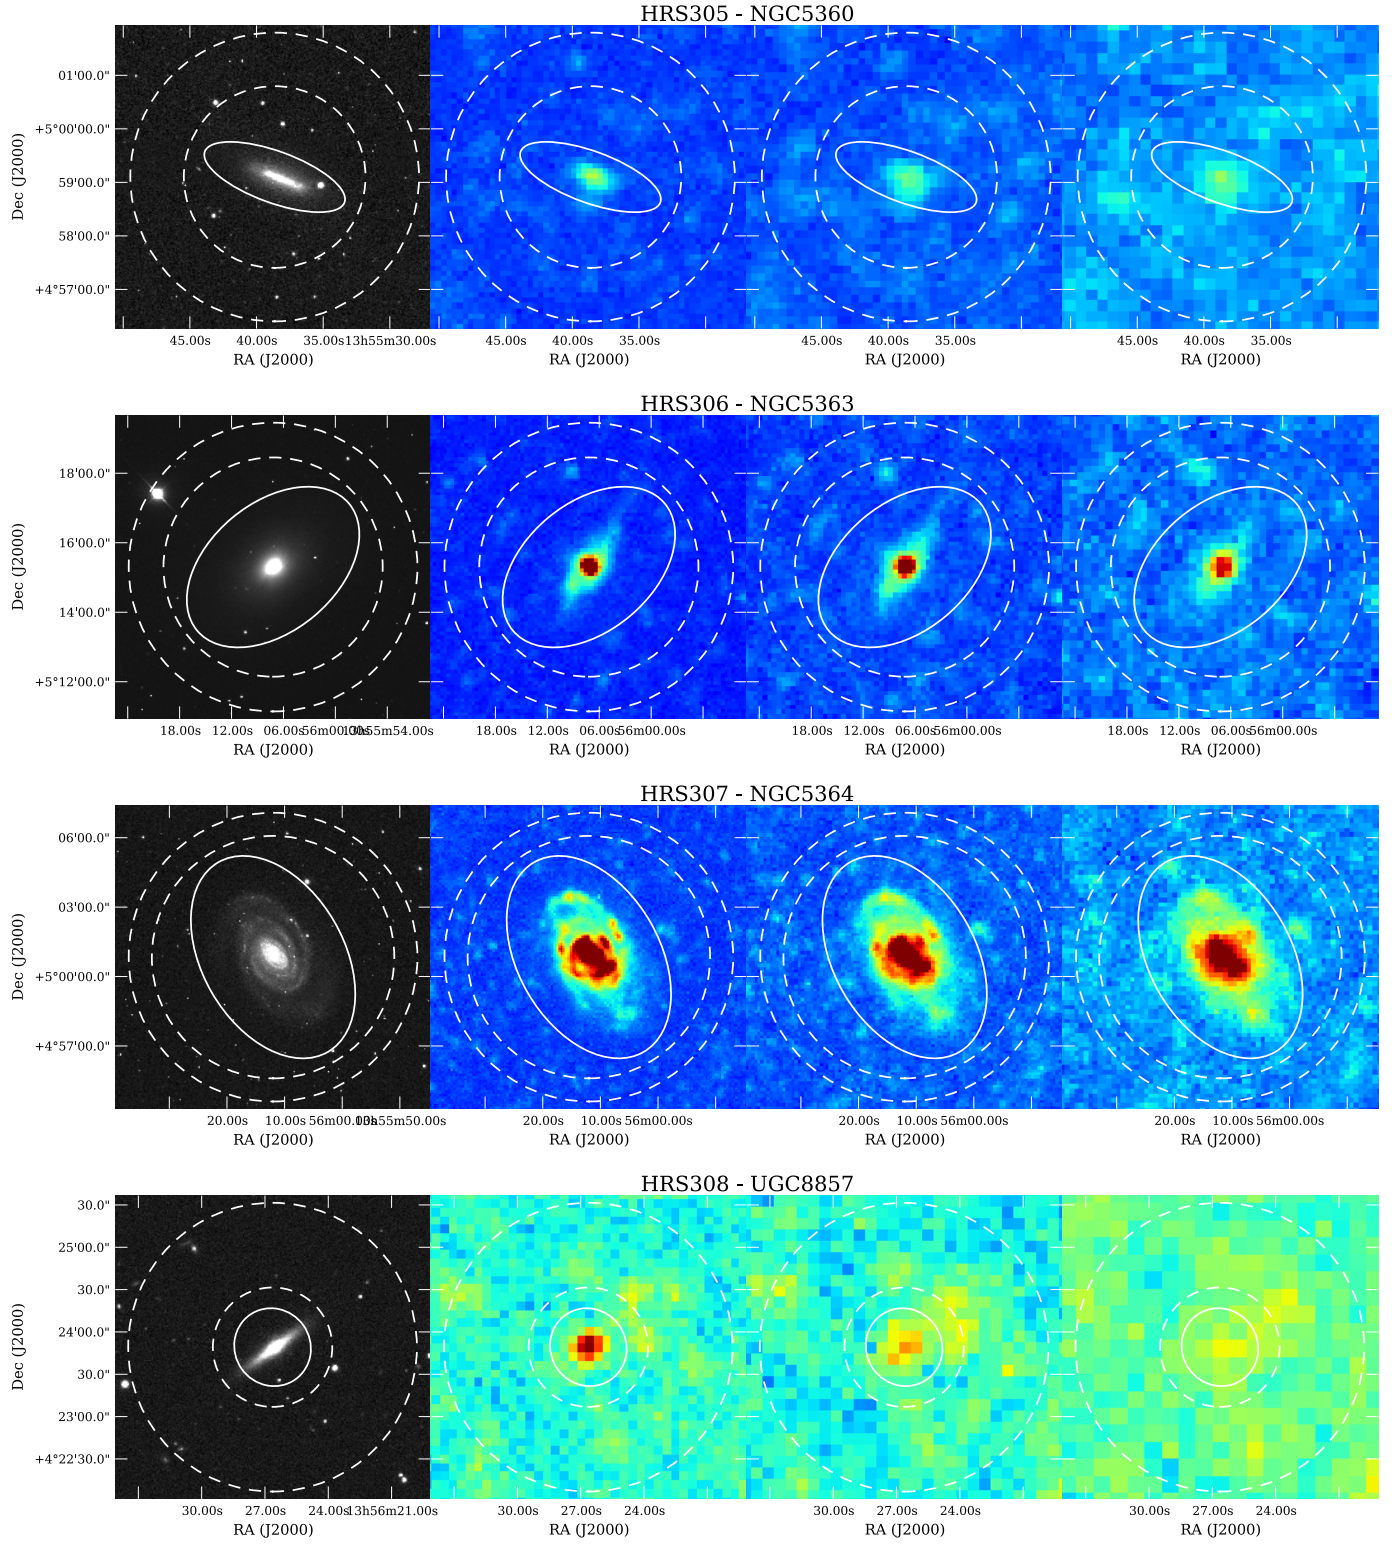 HRS305 - NGC5360
01'00.0"
+5°00'00.0"
59'00.0"
58'00.0"
+4°57'00.0"
Dec (J2000)
45.00s 40.00s 35.00s 13h55m30.00s 45.00s 40.00s 35.00s 45.00s 40.00s 35.00s 45.00s 40.00s 35.00s
RA (J2000) RA (J2000) RA (J2000) RA (J2000)
HRS306 - NGC5363
18'00.0"
16'00.0"
14'00.0"
+5°12'00.0"
Dec (J2000)
18.00s 12.00s 06.00s 56m00.00s 13h55m54.00s 18.00s 12.00s 06.00s 56m00.00s 18.00s 12.00s 06.00s 56m00.00s 18.00s 12.00s 06.00s 56m00.00s
RA (J2000) RA (J2000) RA (J2000) RA (J2000)
HRS307 - NGC5364
06'00.0"
03'00.0"
+5°00'00.0"
+4°57'00.0"
Dec (J2000)
20.00s 10.00s 56m00.00s 13h55m50.00s 20.00s 10.00s 56m00.00s 20.00s 10.00s 56m00.00s 20.00s 10.00s 56m00.00s
RA (J2000) RA (J2000) RA (J2000) RA (J2000)
HRS308 - UGC8857
30.0"
25'00.0"
30.0"
24'00.0"
30.0"
23'00.0"
+4°22'30.0"
Dec (J2000)
30.00s 27.00s 24.00s 13h56m21.00s 30.00s 27.00s 24.00s 30.00s 27.00s 24.00s 30.00s 27.00s 24.00s
RA (J2000) RA (J2000) RA (J2000) RA (J2000)